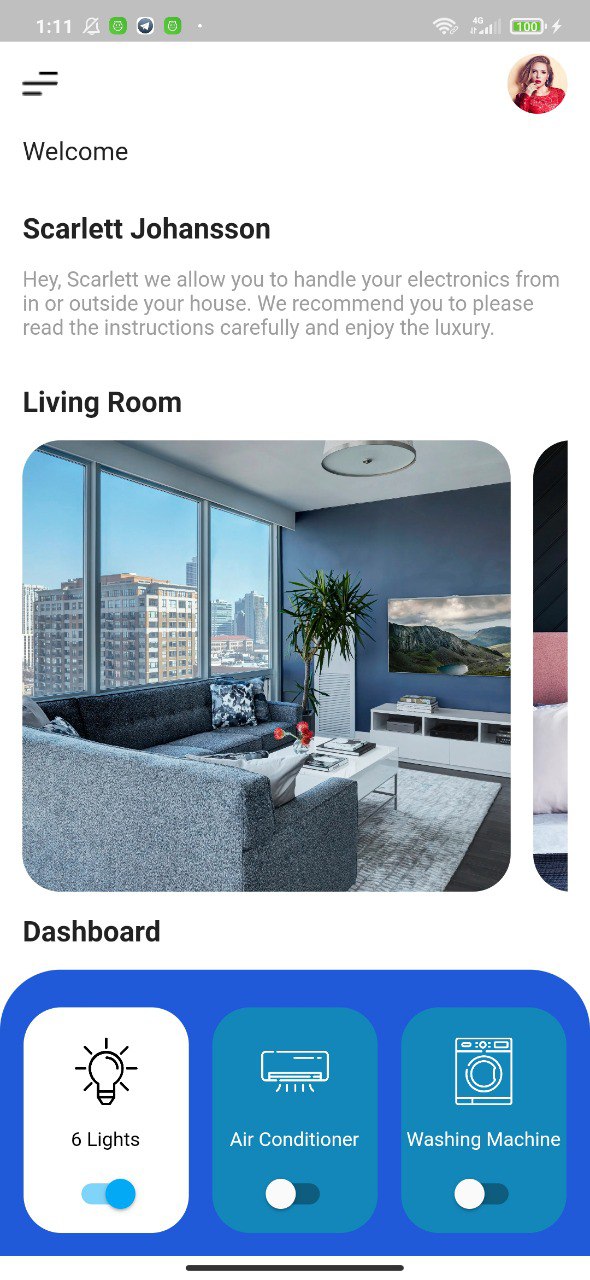 1:11
4G
100
Welcome
Scarlett Johansson
Hey, Scarlett we allow you to handle your electronics from
in or outside your house. We recommend you to please
read the instructions carefully and enjoy the luxury.
Living Room
Dashboard
6 Lights
Air Conditioner
Washing Machine